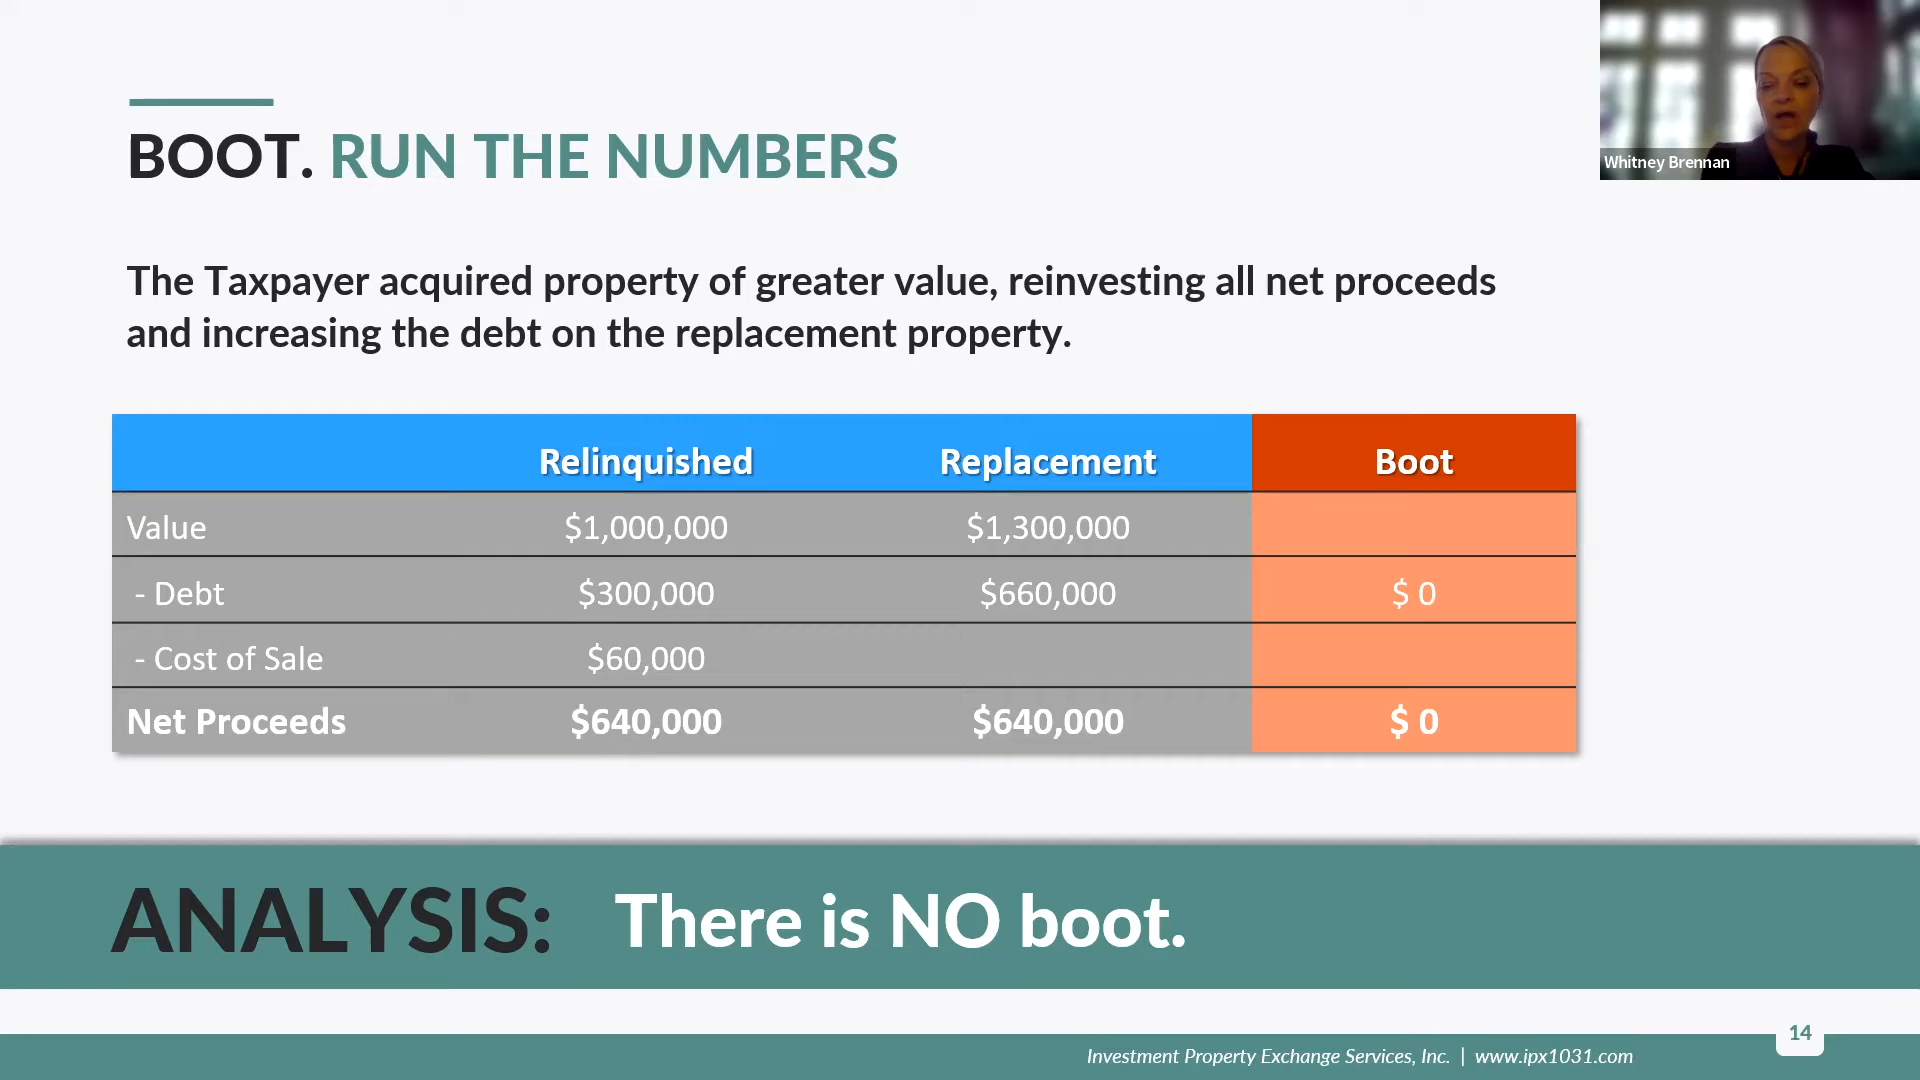 BOOT. RUN THE NUMBERS
Whitney Brennan
The Taxpayer acquired property of greater value, reinvesting all net proceeds
and increasing the debt on the replacement property.
Relinquished Replacement Boot
Value $1,000,000 $1,300,000
- Debt $300,000 $660,000 $ 0
- Cost of Sale $60,000
Net Proceeds $640,000 $640,000 $ 0
ANALYSIS: There is NO boot.
14
Investment Property Exchange Services, Inc. | www.ipx1031.com